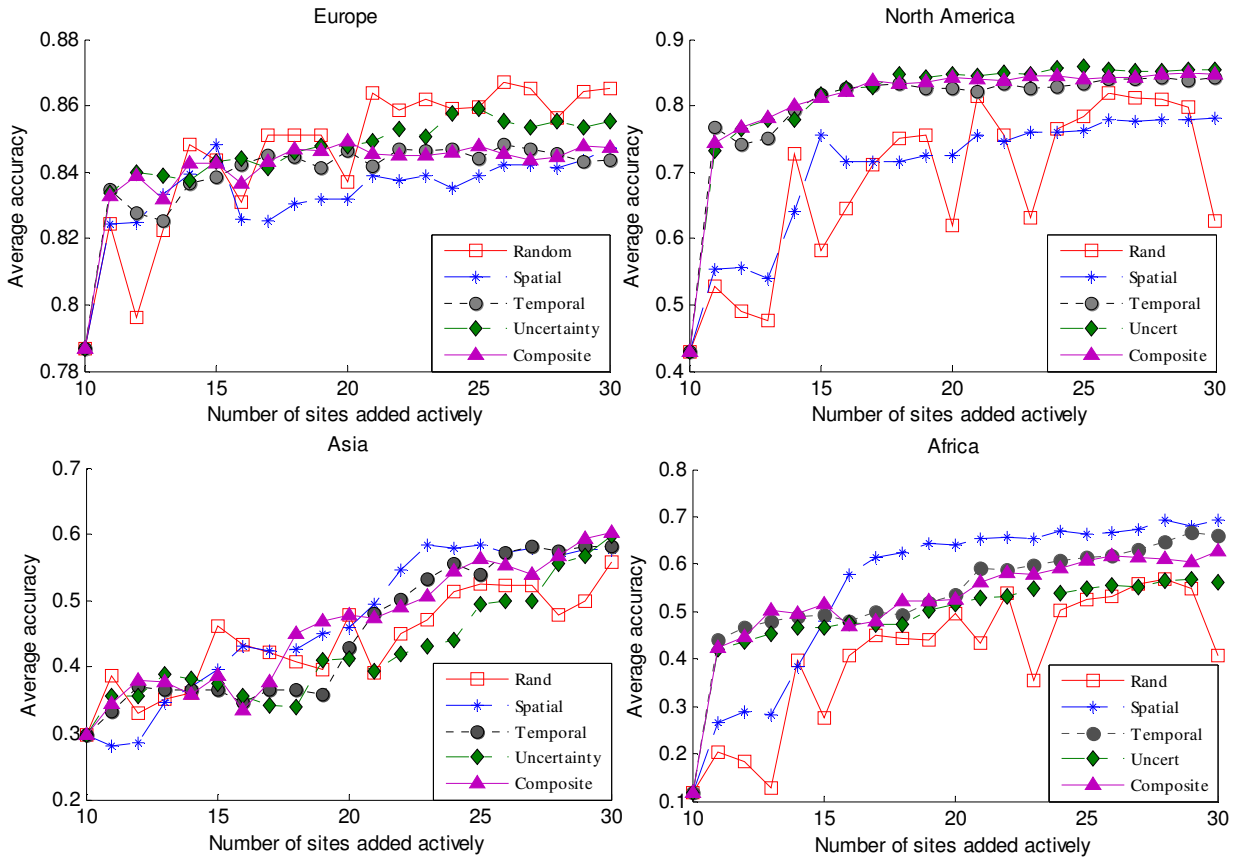 Europe
0.88
0.86
0.84
0.82
0.8
0.78
Average accuracy
10 15 20 25 30
Number of sites added actively
Random
Spatial
Temporal
Uncertainty
Composite
North America
0.9
0.8
0.7
0.6
0.5
0.4
Average accuracy
10 15 20 25 30
Number of sites added actively
Rand
Spatial
Temporal
Uncert
Composite
Asia
0.7
0.6
0.5
0.4
0.3
0.2
Average accuracy
10 15 20 25 30
Number of sites added actively
Rand
Spatial
Temporal
Uncertainty
Composite
Africa
0.8
0.7
0.6
0.5
0.4
0.3
0.2
0.1
Average accuracy
10 15 20 25 30
Number of sites added actively
Rand
Spatial
Temporal
Uncert
Composite